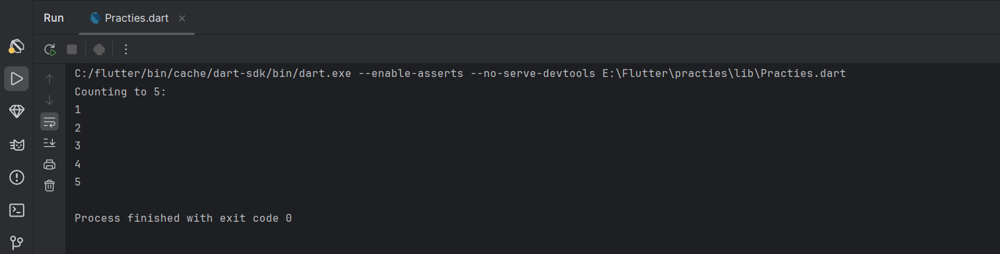 Run
Practies.dart
C:/flutter/bin/cache/dart-sdk/bin/dart.exe --enable-asserts --no-serve-devtools E:\Flutter\practies\lib\Practies.dart
Counting to 5:
1
2
3
4
5
Process finished with exit code 0